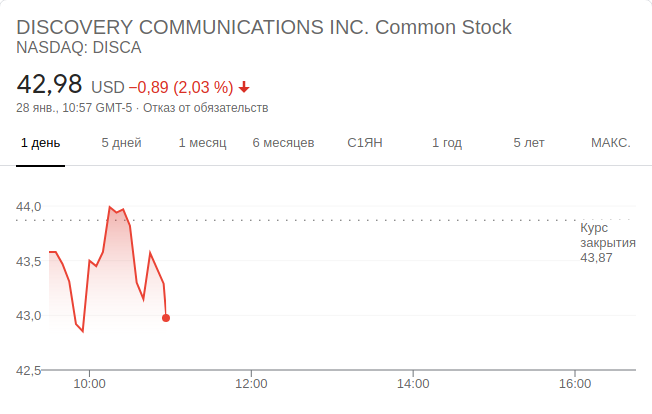 DISCOVERY COMMUNICATIONS INC. Common Stock
NASDAQ: DISCA
42,98 USD −0,89 (2,03 %)
28 янв., 10:57 GMT-5 · Отказ от обязательств
1 день 5 дней 1 месяц 6 месяцев С1ЯН 1 год 5 лет МАКС.
44,0
Курс
закрытия
43,87
43,5
43,0
42,5
10:00 12:00 14:00 16:00